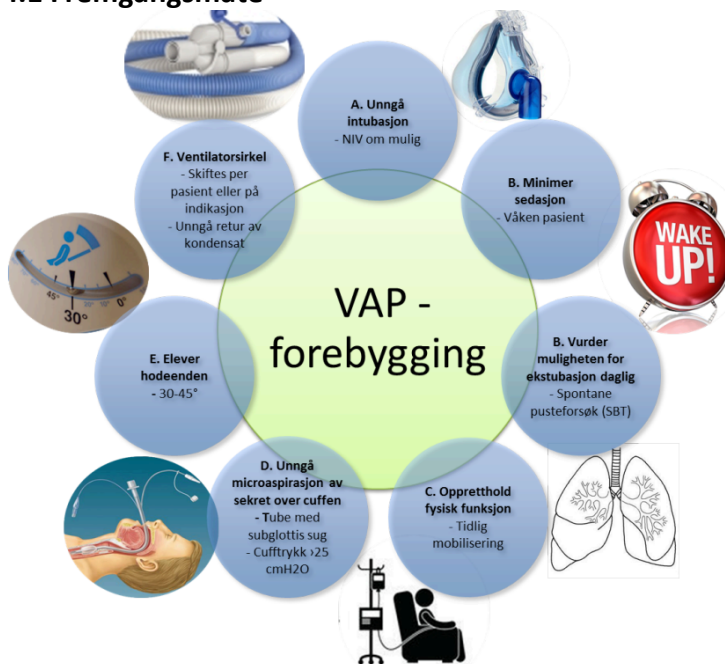 A. Unngå
intubasjon
- NIV om mulig
B. Minimer
sedasjon
- Våken pasient
WAKE
UP!
B. Vurder
muligheten for
ekstubasjon daglig
- Spontane
pusteforsøk (SBT)
C. Oppretthold
fysisk funksjon
- Tidlig
mobilisering
D. Unngå
microaspirasjon av
sekret over cuffen
- Tube med
subglottis sug
- Cufftrykk >25
cmH2O
E. Elever
hodeenden
- 30-45°
45°
30°
0°
F. Ventilatorsirkel
- Skiftes per
pasient eller på
indikasjon
- Unngå retur av
kondensat
VAP -
forebygging